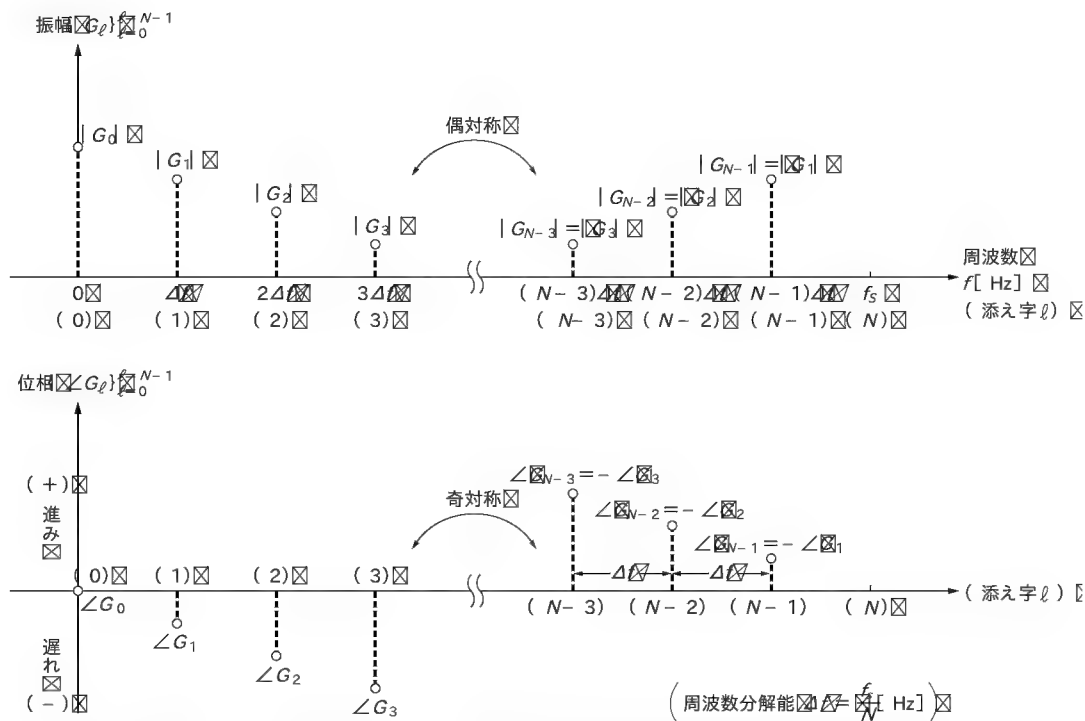 振幅{|G_ℓ|}_{ℓ=0}^{N-1}
|G_0|
|G_1|
|G_2|
|G_3|
偶対称
|G_{N-3}|=|G_3|
|G_{N-2}|=|G_2|
|G_{N-1}|=|G_1|
周波数
f[Hz]
(添え字ℓ)
0 Δf 2Δf 3Δf (N-3)Δf (N-2)Δf (N-1)Δf f_S
(0) (1) (2) (3) (N-3) (N-2) (N-1) (N)
位相{∠G_ℓ}_{ℓ=0}^{N-1}
(+)
進み
奇対称
∠G_{N-3}=-∠G_3
∠G_{N-2}=-∠G_2
∠G_{N-1}=-∠G_1
Δf Δf
(0) (1) (2) (3)
(N-3) (N-2) (N-1) (N)
(添え字ℓ)
∠G_0
∠G_1
∠G_2
∠G_3
遅れ
(-)
(周波数分解能Δf=f_s/N[Hz])